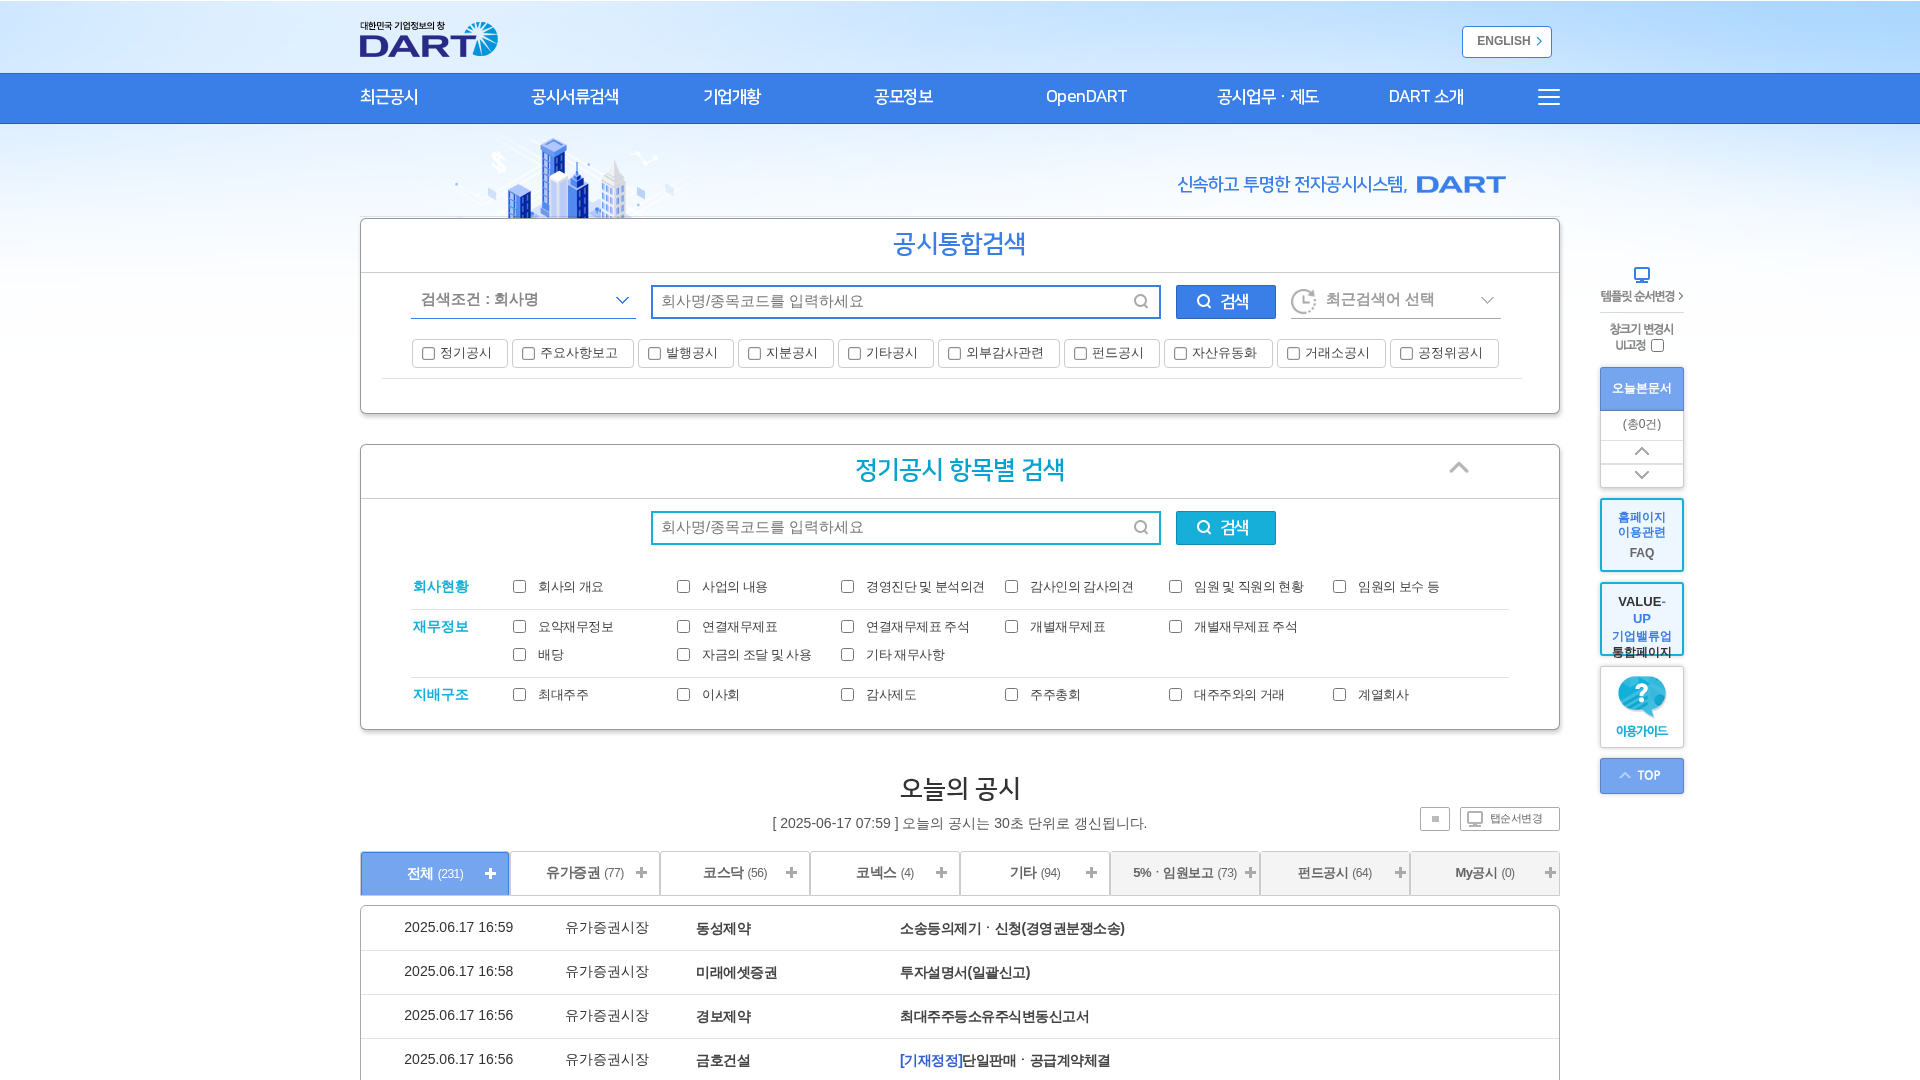 대한민국 기업정보의 창
DART
ENGLISH
최근공시 공시서류검색 기업개황 공모정보 OpenDART 공시업무ㆍ제도 DART 소개
신속하고 투명한 전자공시시스템, DART
공시통합검색
검색조건 : 회사명 회사명/종목코드를 입력하세요 검색 최근검색어 선택
정기공시 주요사항보고 발행공시 지분공시 기타공시 외부감사관련 펀드공시 자산유동화 거래소공시 공정위공시
정기공시 항목별 검색
회사명/종목코드를 입력하세요 검색
회사현황 회사의 개요 사업의 내용 경영진단 및 분석의견 감사인의 감사의견 임원 및 직원의 현황 임원의 보수 등
재무정보 요약재무정보 연결재무제표 연결재무제표 주석 개별재무제표 개별재무제표 주석
배당 자금의 조달 및 사용 기타 재무사항
지배구조 최대주주 이사회 감사제도 주주총회 대주주와의 거래 계열회사
템플릿 순서변경
창크기 변경시
UI고정
오늘본문서
(총0건)
홈페이지
이용관련
FAQ
VALUE-
UP
기업밸류업
통합페이지
이용가이드
TOP
오늘의 공시
[ 2025-06-17 07:59 ] 오늘의 공시는 30초 단위로 갱신됩니다.
탭순서변경
전체 (231) 유가증권 (77) 코스닥 (56) 코넥스 (4) 기타 (94) 5%ㆍ임원보고 (73) 펀드공시 (64) My공시 (0)
2025.06.17 16:59 유가증권시장 동성제약 소송등의제기ㆍ신청(경영권분쟁소송)
2025.06.17 16:58 유가증권시장 미래에셋증권 투자설명서(일괄신고)
2025.06.17 16:56 유가증권시장 경보제약 최대주주등소유주식변동신고서
2025.06.17 16:56 유가증권시장 금호건설 [기재정정]단일판매ㆍ공급계약체결